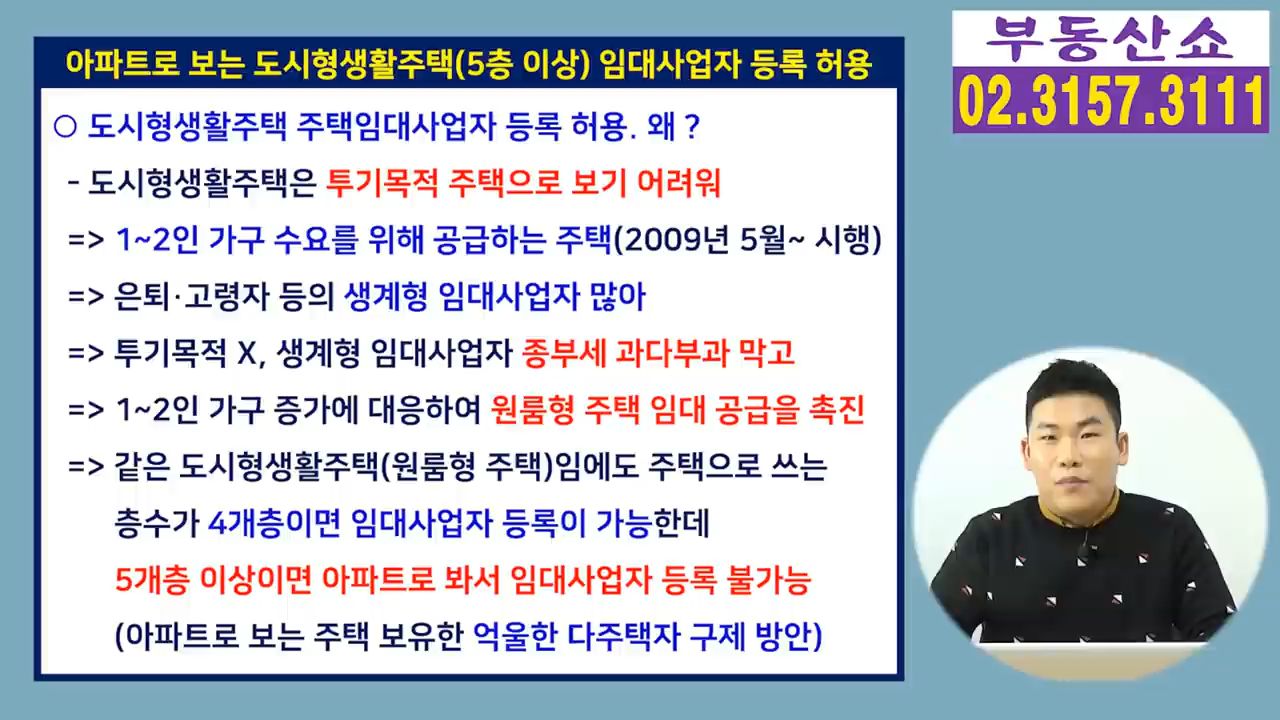 부동산쇼
02.3157.3111
아파트로 보는 도시형생활주택(5층 이상) 임대사업자 등록 허용
○ 도시형생활주택 주택임대사업자 등록 허용. 왜 ?
- 도시형생활주택은 투기목적 주택으로 보기 어려워
=> 1~2인 가구 수요를 위해 공급하는 주택(2009년 5월~ 시행)
=> 은퇴·고령자 등의 생계형 임대사업자 많아
=> 투기목적 X, 생계형 임대사업자 종부세 과다부과 막고
=> 1~2인 가구 증가에 대응하여 원룸형 주택 임대 공급을 촉진
=> 같은 도시형생활주택(원룸형 주택)임에도 주택으로 쓰는
층수가 4개층이면 임대사업자 등록이 가능한데
5개층 이상이면 아파트로 봐서 임대사업자 등록 불가능
(아파트로 보는 주택 보유한 억울한 다주택자 구제 방안)